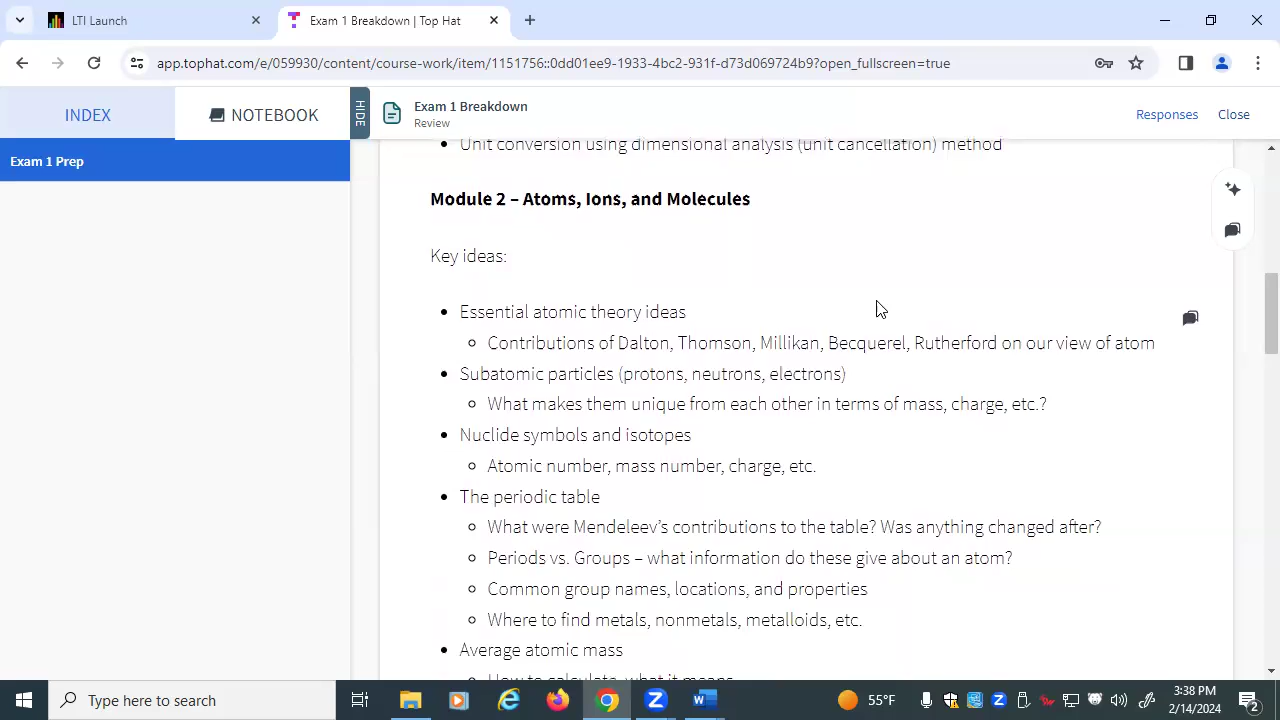 LTI Launch
Exam 1 Breakdown | Top Hat
app.tophat.com/e/059930/content/course-work/item/1151756::0dd01ee9-1933-4bc2-931f-d73d069724b9?open_fullscreen=true
INDEX
NOTEBOOK
HIDE
Exam 1 Breakdown
Review
Responses
Close
Exam 1 Prep
• Unit conversion using dimensional analysis (unit cancellation) method
Module 2 – Atoms, Ions, and Molecules
Key ideas:
• Essential atomic theory ideas
◦ Contributions of Dalton, Thomson, Millikan, Becquerel, Rutherford on our view of atom
• Subatomic particles (protons, neutrons, electrons)
◦ What makes them unique from each other in terms of mass, charge, etc.?
• Nuclide symbols and isotopes
◦ Atomic number, mass number, charge, etc.
• The periodic table
◦ What were Mendeleev's contributions to the table? Was anything changed after?
◦ Periods vs. Groups – what information do these give about an atom?
◦ Common group names, locations, and properties
◦ Where to find metals, nonmetals, metalloids, etc.
• Average atomic mass
◦ How to calculate, what it means
Type here to search
55°F
3:38 PM
2/14/2024
2